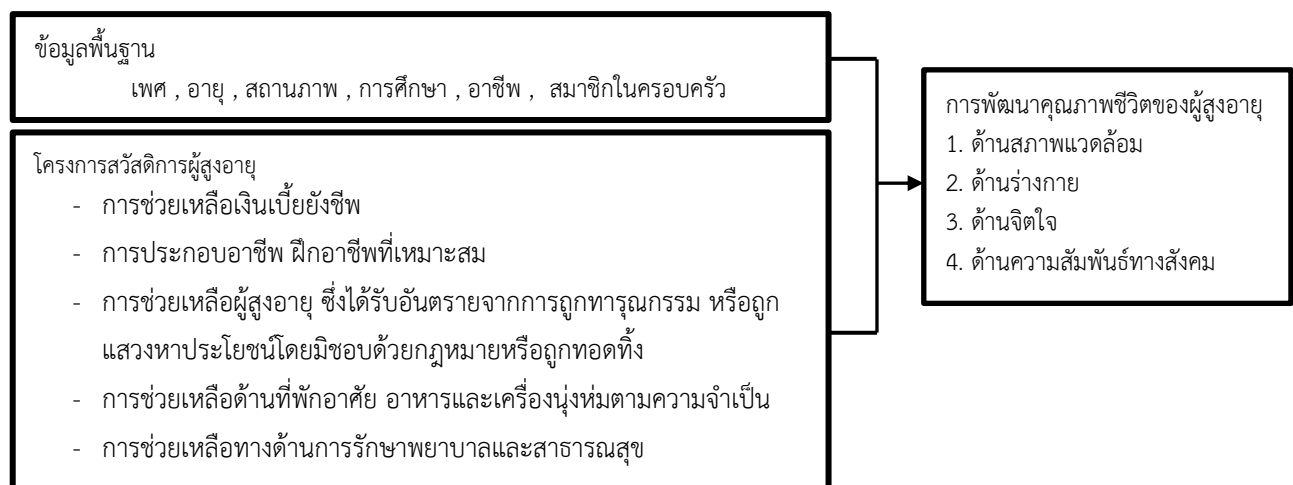 ข้อมูลพื้นฐาน
เพศ , อายุ , สถานภาพ , การศึกษา , อาชีพ , สมาชิกในครอบครัว
โครงการสวัสดิการผู้สูงอายุ
- การช่วยเหลือเงินเบี้ยยังชีพ
- การประกอบอาชีพ ฝึกอาชีพที่เหมาะสม
- การช่วยเหลือผู้สูงอายุ ซึ่งได้รับอันตรายจากการถูกทารุณกรรม หรือถูก
แสวงหาประโยชน์โดยมิชอบด้วยกฎหมายหรือถูกทอดทิ้ง
- การช่วยเหลือด้านที่พักอาศัย อาหารและเครื่องนุ่งห่มตามความจำเป็น
- การช่วยเหลือทางด้านการรักษาพยาบาลและสาธารณสุข
การพัฒนาคุณภาพชีวิตของผู้สูงอายุ
1. ด้านสภาพแวดล้อม
2. ด้านร่างกาย
3. ด้านจิตใจ
4. ด้านความสัมพันธ์ทางสังคม